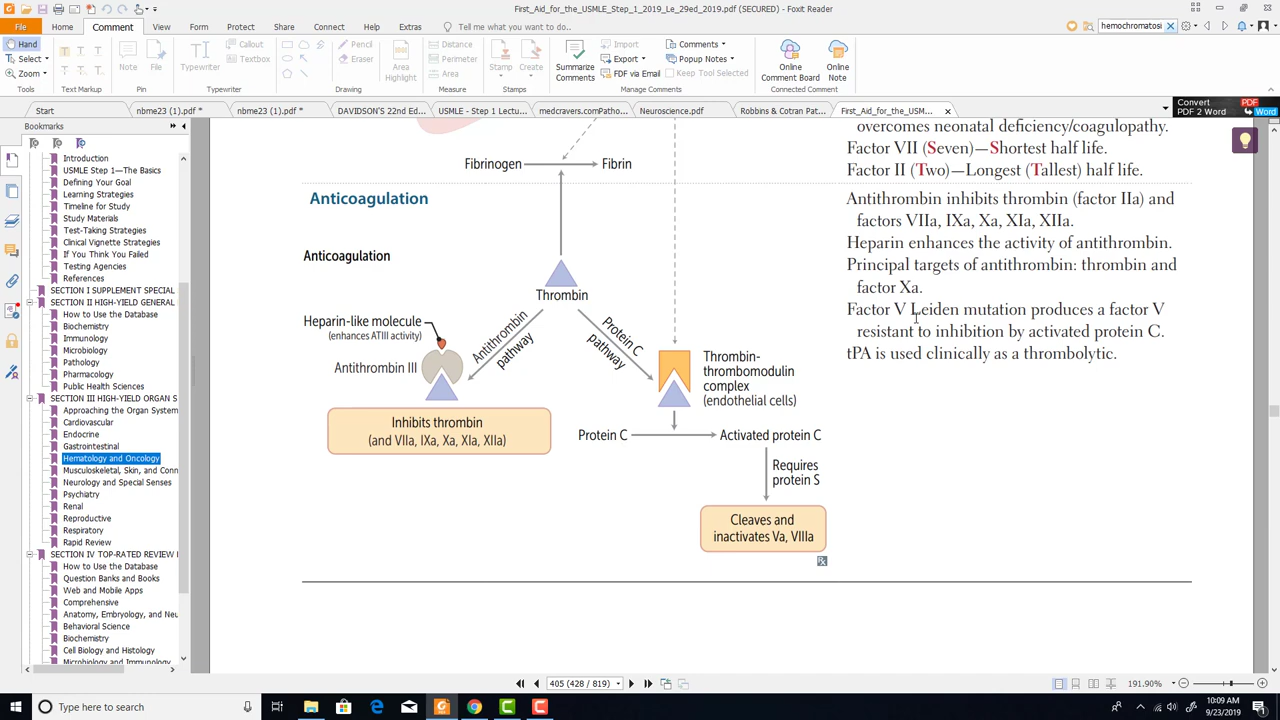 First_Aid_for_the_USMLE_Step_1_2019_Le_29ed_2019.pdf (SECURED) - Foxit Reader
File Home Comment View Form Protect Share Connect Help Extras Tell me what you want to do... hemochromatosi
Hand
Select
Zoom
Tools
Text Markup
Note
File
Pin
Typewriter
Callout
Textbox
Typewriter
Pencil
Eraser
Drawing
Area Highlight
Distance
Perimeter
Area
Measure
Stamp
Create
Stamps
Summarize Comments
Import
Export
FDF via Email
Comments
Popup Notes
Keep Tool Selected
Manage Comments
Online Comment Board
Online Note
Connected Comment
Start nbme23 (1).pdf * nbme23 (1).pdf * DAVIDSON'S 22nd Ed... USMLE - Step 1 Lectu... medcravers.comPatho... Neuroscience.pdf Robbins & Cotran Pat... First_Aid_for_the_USM...
Convert PDF
PDF 2 Word Word
Bookmarks
Introduction
USMLE Step 1—The Basics
Defining Your Goal
Learning Strategies
Timeline for Study
Study Materials
Test-Taking Strategies
Clinical Vignette Strategies
If You Think You Failed
Testing Agencies
References
SECTION I SUPPLEMENT SPECIAL
SECTION II HIGH-YIELD GENERAL
How to Use the Database
Biochemistry
Immunology
Microbiology
Pathology
Pharmacology
Public Health Sciences
SECTION III HIGH-YIELD ORGAN S
Approaching the Organ System
Cardiovascular
Endocrine
Gastrointestinal
Hematology and Oncology
Musculoskeletal, Skin, and Conn
Neurology and Special Senses
Psychiatry
Renal
Reproductive
Respiratory
Rapid Review
SECTION IV TOP-RATED REVIEW
How to Use the Database
Question Banks and Books
Web and Mobile Apps
Comprehensive
Anatomy, Embryology, and Neu
Behavioral Science
Biochemistry
Cell Biology and Histology
Microbiology and Immunology
Fibrinogen
Fibrin
Anticoagulation
Anticoagulation
Thrombin
Heparin-like molecule
(enhances ATIII activity)
Antithrombin III
Antithrombin
pathway
Protein C
pathway
Inhibits thrombin
(and VIIa, IXa, Xa, XIa, XIIa)
Thrombin-
thrombomodulin
complex
(endothelial cells)
Protein C
Activated protein C
Requires
protein S
Cleaves and
inactivates Va, VIIIa
overcomes neonatal deficiency/coagulopathy.
Factor VII (Seven)—Shortest half life.
Factor II (Two)—Longest (Tallest) half life.
Antithrombin inhibits thrombin (factor IIa) and
factors VIIa, IXa, Xa, XIa, XIIa.
Heparin enhances the activity of antithrombin.
Principal targets of antithrombin: thrombin and
factor Xa.
Factor V Leiden mutation produces a factor V
resistant to inhibition by activated protein C.
tPA is used clinically as a thrombolytic.
Rx
405 (428 / 819)
191.90%
Type here to search
10:09 AM
9/23/2019